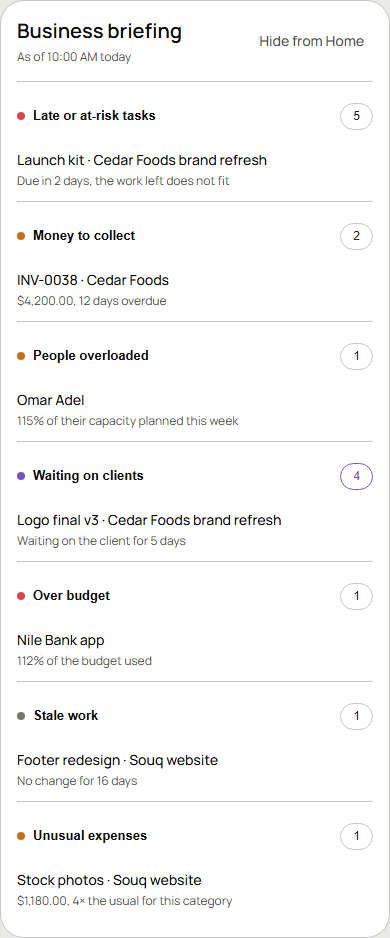 Business briefing
Hide from Home
As of 10:00 AM today
Late or at-risk tasks
5
Launch kit · Cedar Foods brand refresh
Due in 2 days, the work left does not fit
Money to collect
2
INV-0038 · Cedar Foods
$4,200.00, 12 days overdue
People overloaded
1
Omar Adel
115% of their capacity planned this week
Waiting on clients
4
Logo final v3 · Cedar Foods brand refresh
Waiting on the client for 5 days
Over budget
1
Nile Bank app
112% of the budget used
Stale work
1
Footer redesign · Souq website
No change for 16 days
Unusual expenses
1
Stock photos · Souq website
$1,180.00, 4× the usual for this category